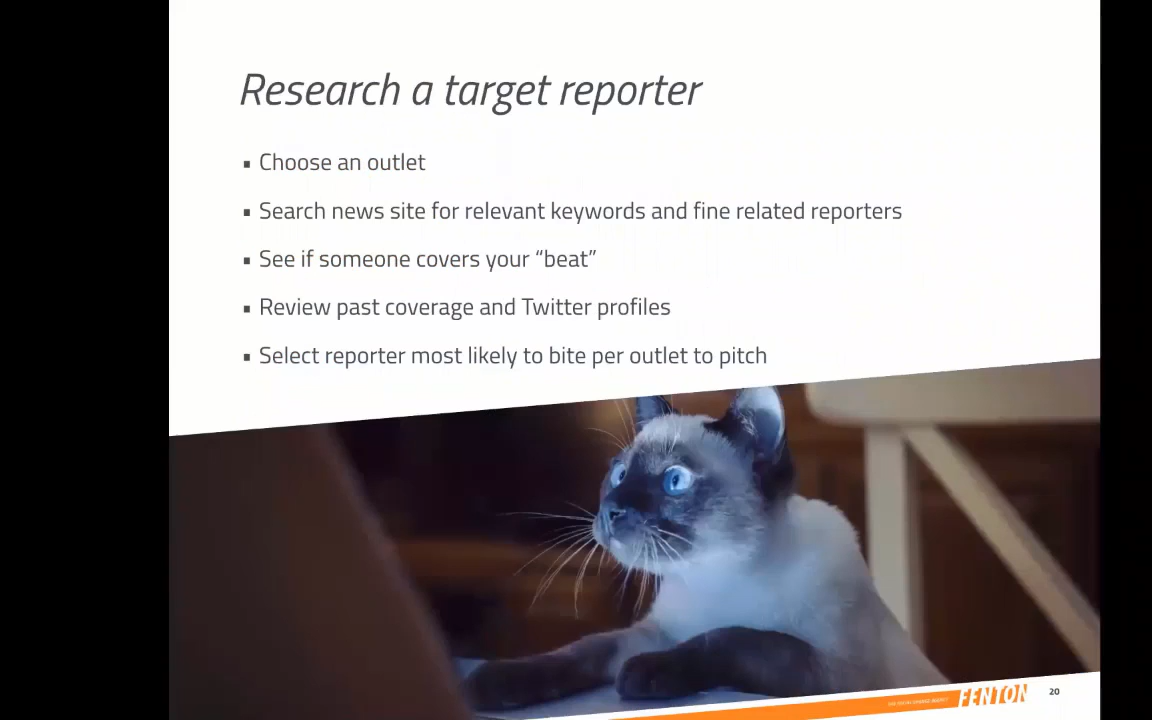 Research a target reporter
▪ Choose an outlet
▪ Search news site for relevant keywords and fine related reporters
▪ See if someone covers your “beat”
▪ Review past coverage and Twitter profiles
▪ Select reporter most likely to bite per outlet to pitch
FENTON
20